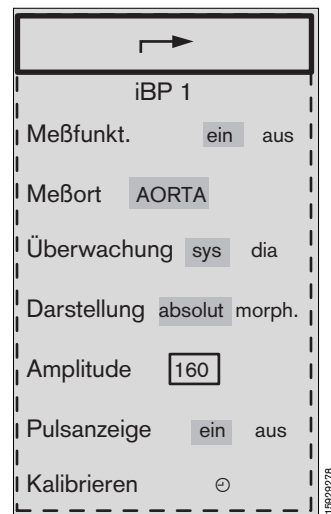 iBP 1
Meßfunkt. ein aus
Meßort AORTA
Überwachung sys dia
Darstellung absolut morph.
Amplitude 160
Pulsanzeige ein aus
Kalibrieren
15929278